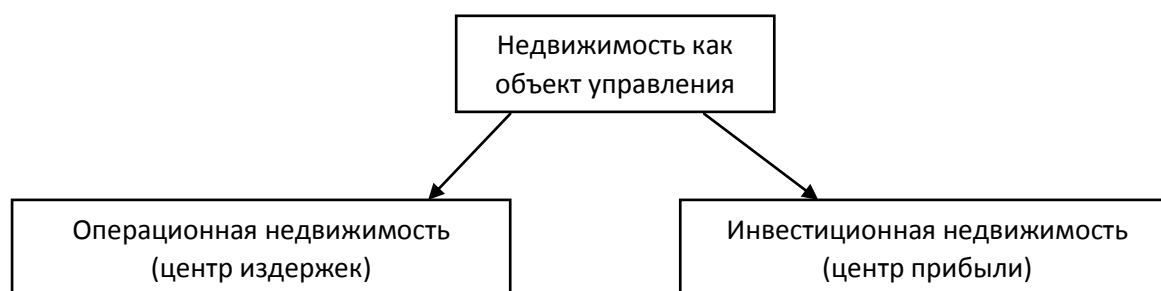 Недвижимость как
объект управления
Операционная недвижимость
(центр издержек)
Инвестиционная недвижимость
(центр прибыли)